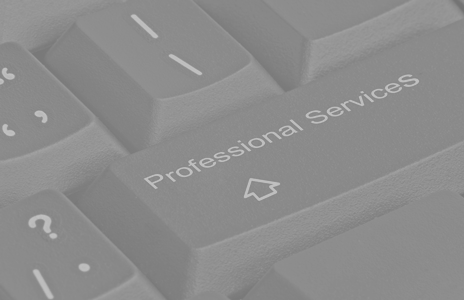 | \
" ,
Professional Services
?
/ .